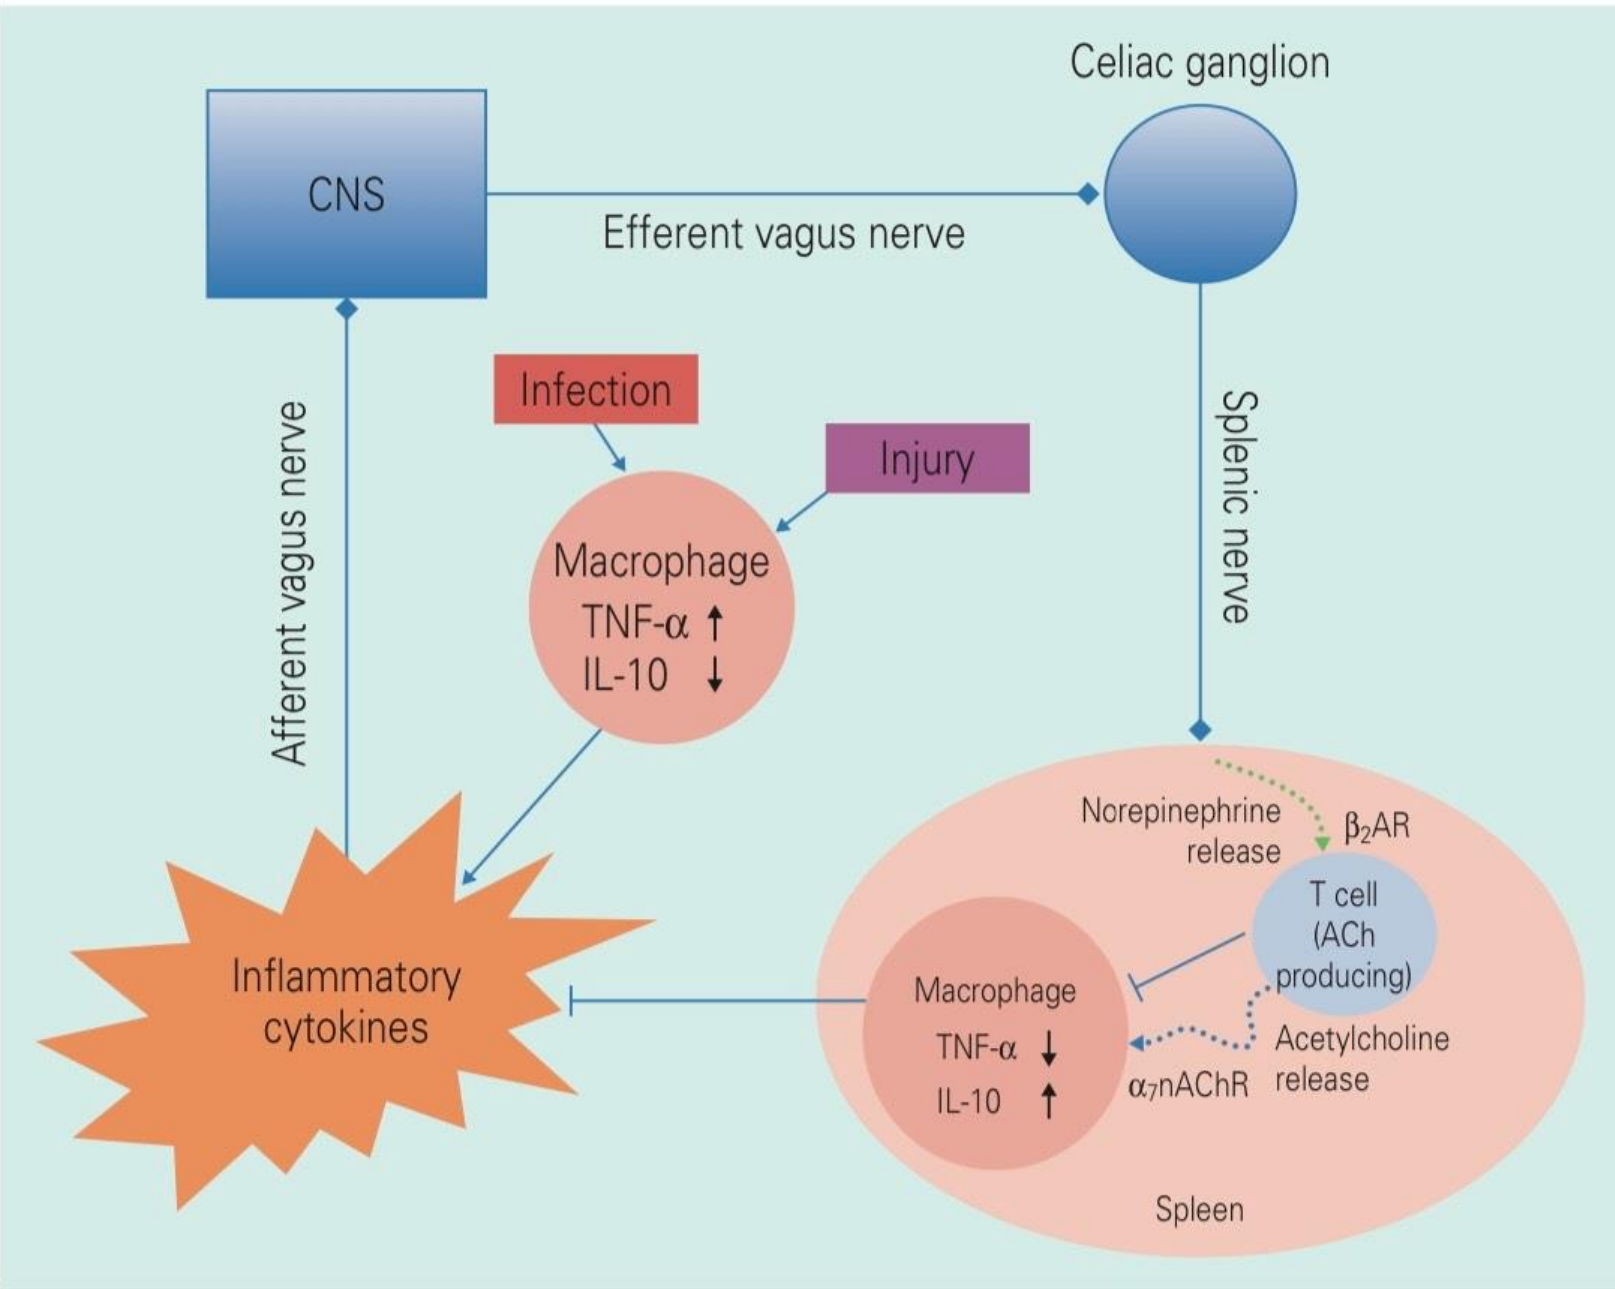 Celiac ganglion
CNS
Efferent vagus nerve
Infection
Injury
Afferent vagus nerve
Splenic nerve
Macrophage
TNF-α ↑
IL-10 ↓
Norepinephrine
release
β₂AR
T cell
(ACh
producing)
Inflammatory
cytokines
Macrophage
TNF-α ↓
IL-10 ↑
Acetylcholine
release
α₇nAChR
Spleen